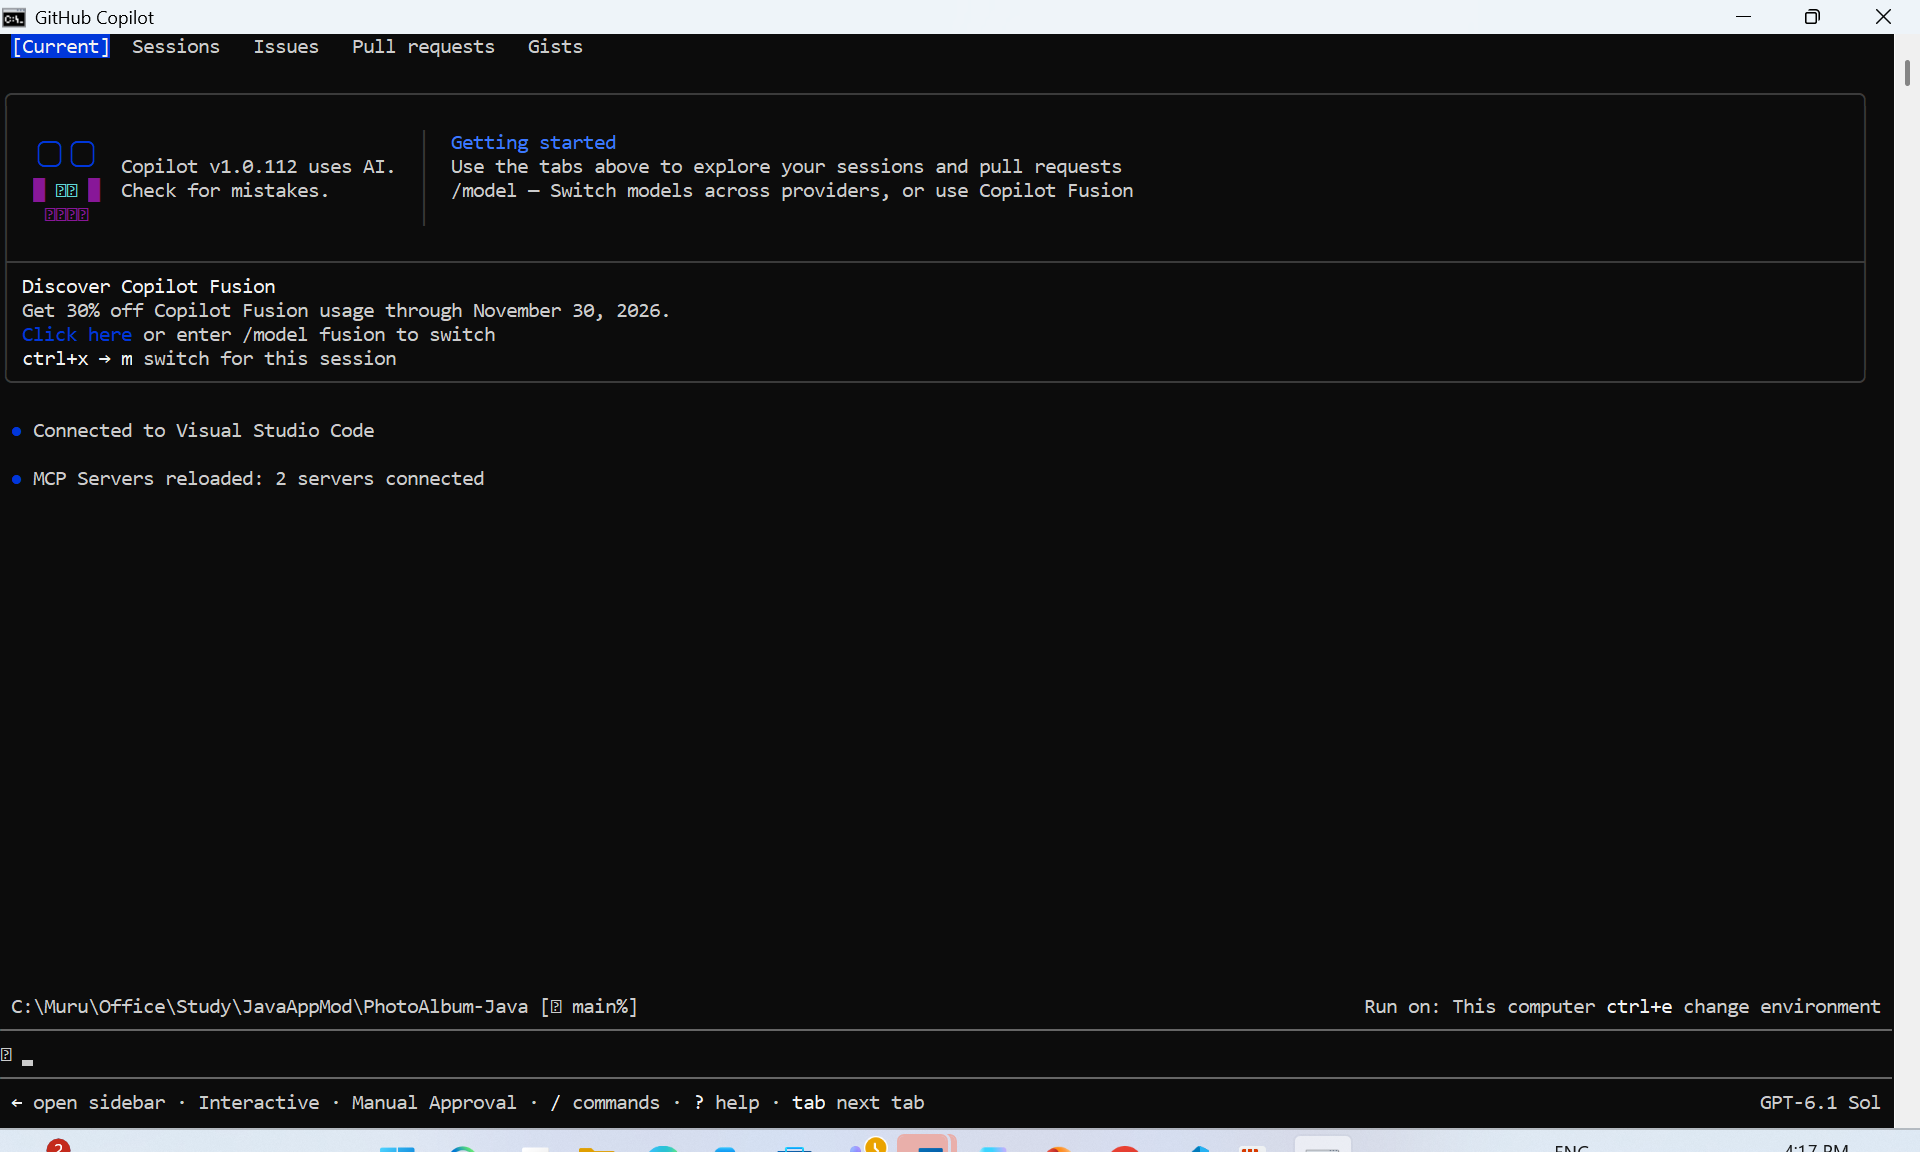 GitHub Copilot
[Current] Sessions Issues Pull requests Gists
Getting started
Copilot v1.0.112 uses AI.
Use the tabs above to explore your sessions and pull requests
Check for mistakes.
/model — Switch models across providers, or use Copilot Fusion
Discover Copilot Fusion
Get 30% off Copilot Fusion usage through November 30, 2026.
Click here or enter /model fusion to switch
ctrl+x → m switch for this session
● Connected to Visual Studio Code
● MCP Servers reloaded: 2 servers connected
C:\Muru\Office\Study\JavaAppMod\PhotoAlbum-Java [⍰ main%]
Run on: This computer ctrl+e change environment
← open sidebar · Interactive · Manual Approval · / commands · ? help · tab next tab
GPT-6.1 Sol
2
ENG
4:17 PM